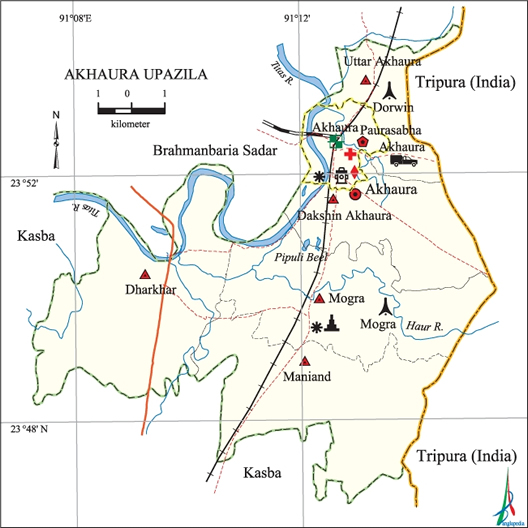 91°08´E
91°12´
Titas R.
Uttar Akhaura
Tripura (India)
AKHAURA UPAZILA
1 0 1
kilometer
Dorwin
N
Akhaura
Paurasabha
Akhaura
Brahmanbaria Sadar
23°52´
Akhaura
Titas R.
Dakshin Akhaura
Kasba
Pipuli Beel
Dharkhar
Mogra
Mogra
Haur R.
Maniand
23°48´ N
Kasba
Tripura (India)